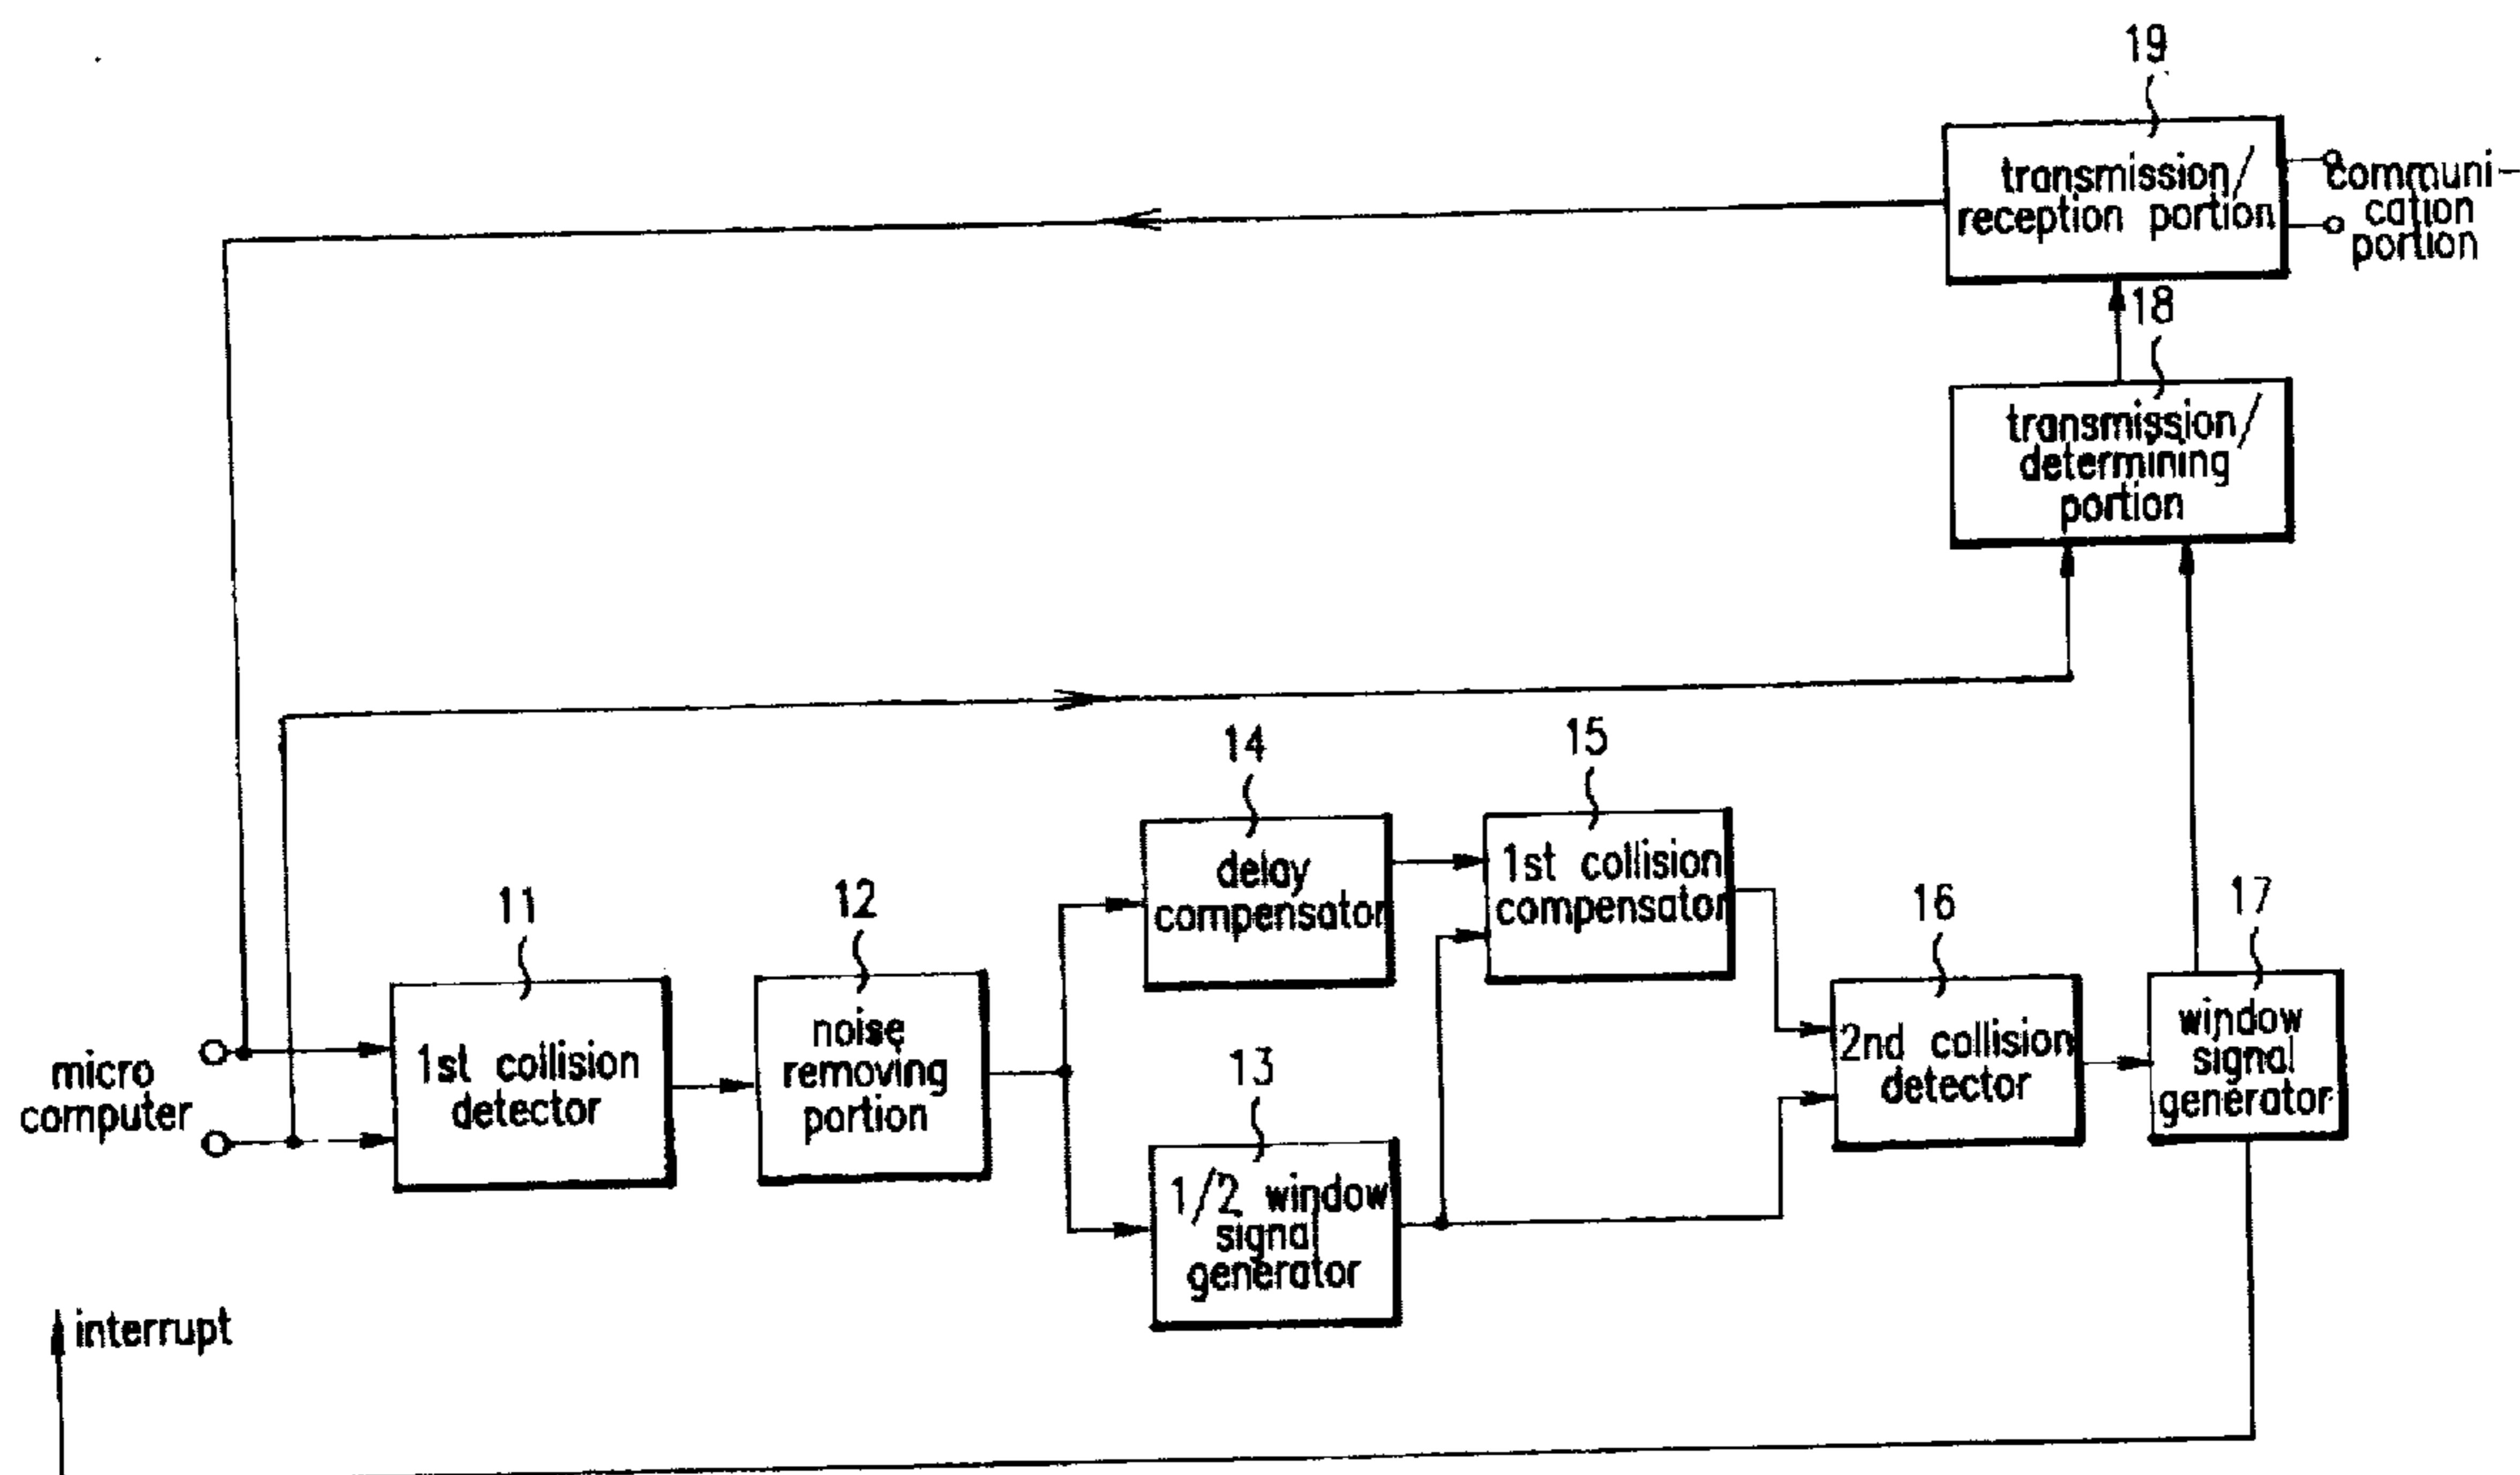 19
transmission/
reception portion
communi-
cation
portion
18
transmission/
determining
portion
14
delay
compensator
15
1st collision
compensator
11
1st collision
detector
12
noise
removing
portion
16
2nd collision
detector
17
window
signal
generator
micro
computer
13
1/2 window
signal
generator
interrupt